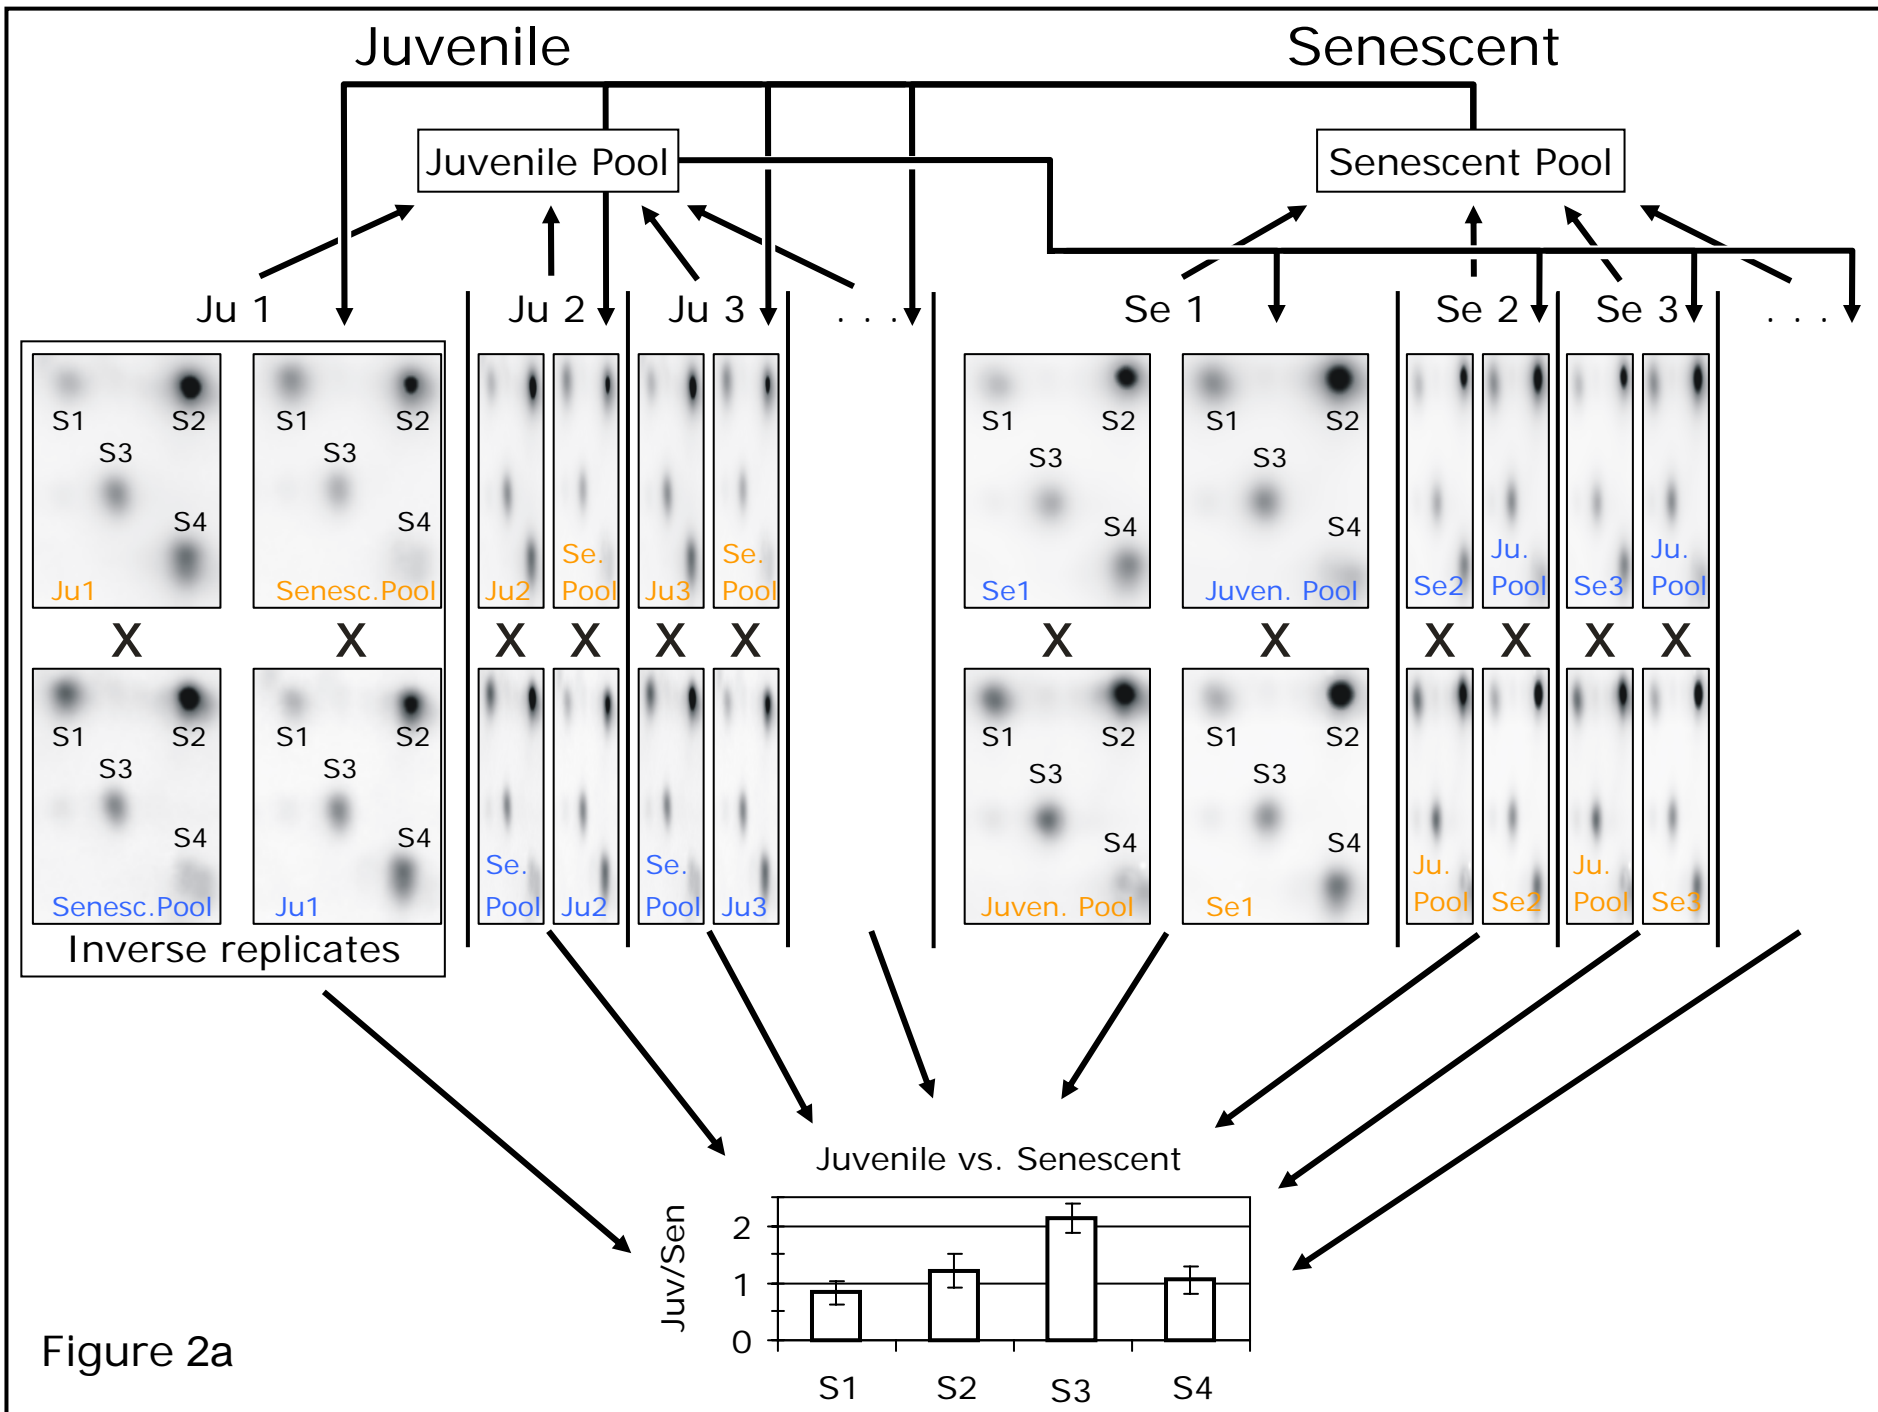 Juvenile
Senescent
Juvenile Pool
Senescent Pool
Ju 1
Ju 2
Ju 3
. . .
Se 1
Se 2
Se 3
. . .
S1
S2
S3
S4
Ju1
S1
S2
S3
S4
Senesc.Pool
Ju2
Se.
Pool
Ju3
Se.
Pool
S1
S2
S3
S4
Se1
S1
S2
S3
S4
Juven. Pool
Se2
Ju.
Pool
Se3
Ju.
Pool
X
X
X
X
X
X
X
X
X
X
X
X
S1
S2
S3
S4
Senesc.Pool
S1
S2
S3
S4
Ju1
Se.
Pool
Ju2
Se.
Pool
Ju3
S1
S2
S3
S4
Juven. Pool
S1
S2
S3
S4
Se1
Ju.
Pool
Se2
Ju.
Pool
Se3
Inverse replicates
Juvenile vs. Senescent
Juv/Sen
2
1
0
S1
S2
S3
S4
Figure 2a